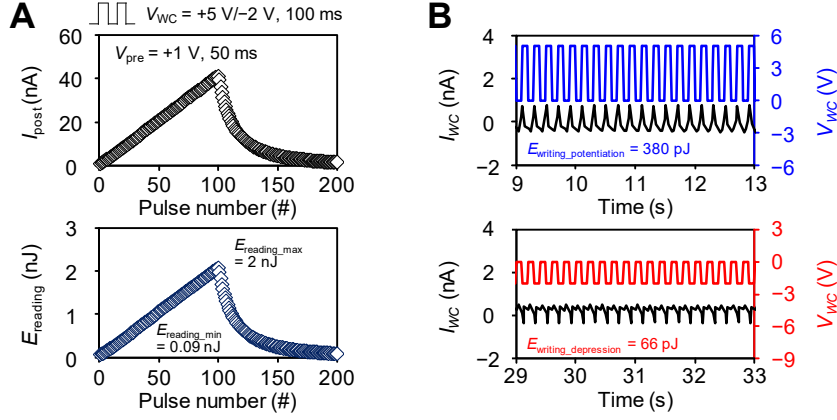 A
V_WC = +5 V/−2 V, 100 ms
60
40
20
0
I_post (nA)
V_pre = +1 V, 50 ms
0 50 100 150 200
Pulse number (#)
3
2
1
0
E_reading (nJ)
E_reading_max
= 2 nJ
E_reading_min
= 0.09 nJ
0 50 100 150 200
Pulse number (#)
B
4
2
0
−2
I_WC (nA)
6
3
0
−3
−6
V_WC (V)
E_writing_potentiation = 380 pJ
9 10 11 12 13
Time (s)
4
2
0
−2
I_WC (nA)
3
0
−3
−6
−9
V_WC (V)
E_writing_depression = 66 pJ
29 30 31 32 33
Time (s)